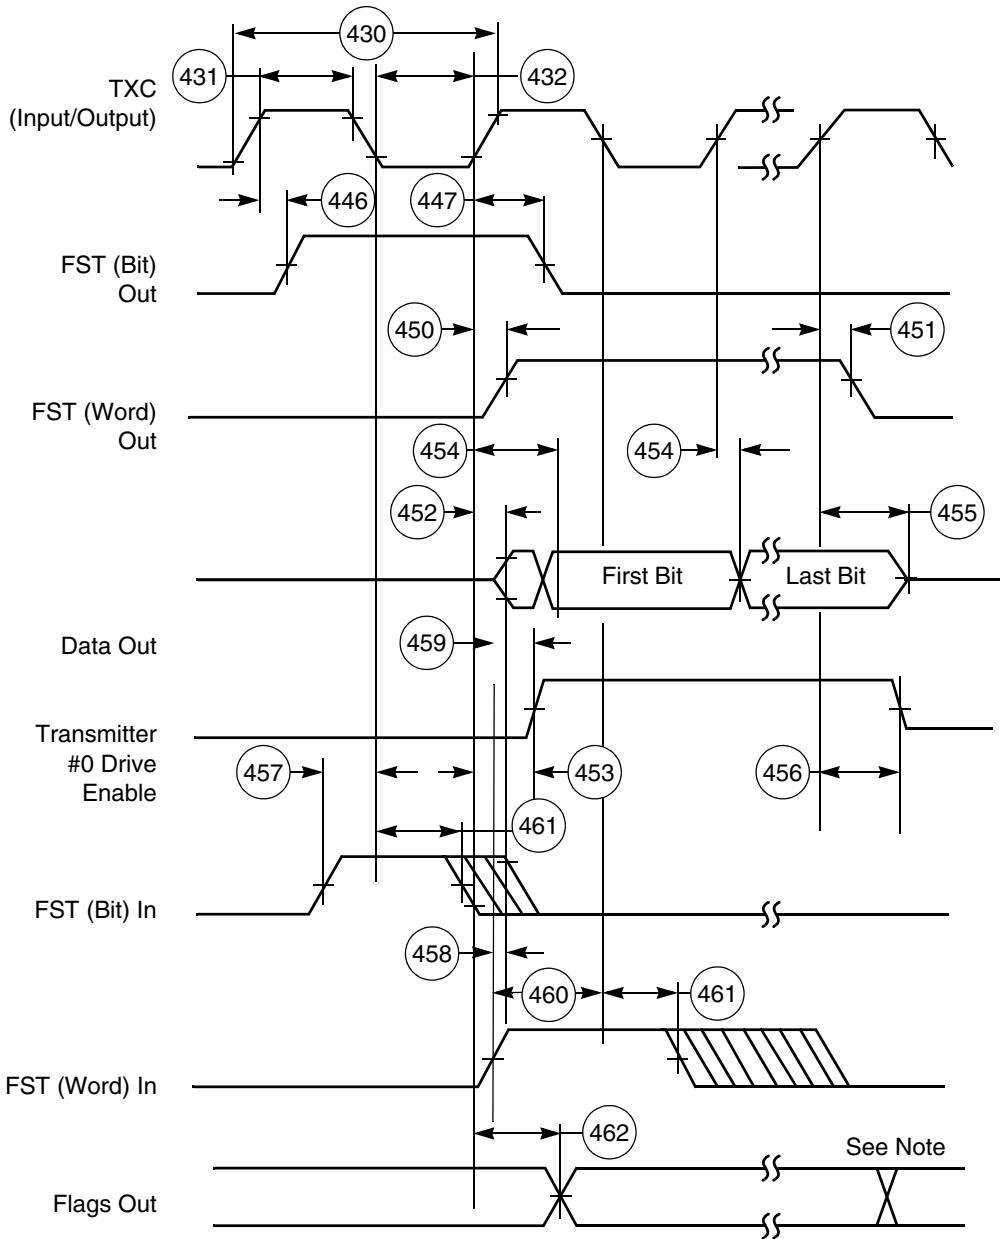 430
431
432
TXC
(Input/Output)
446
447
FST (Bit)
Out
450
451
FST (Word)
Out
454
454
452
455
First Bit
Last Bit
459
Data Out
Transmitter
#0 Drive
Enable
457
453
456
461
FST (Bit) In
458
460
461
FST (Word) In
462
See Note
Flags Out